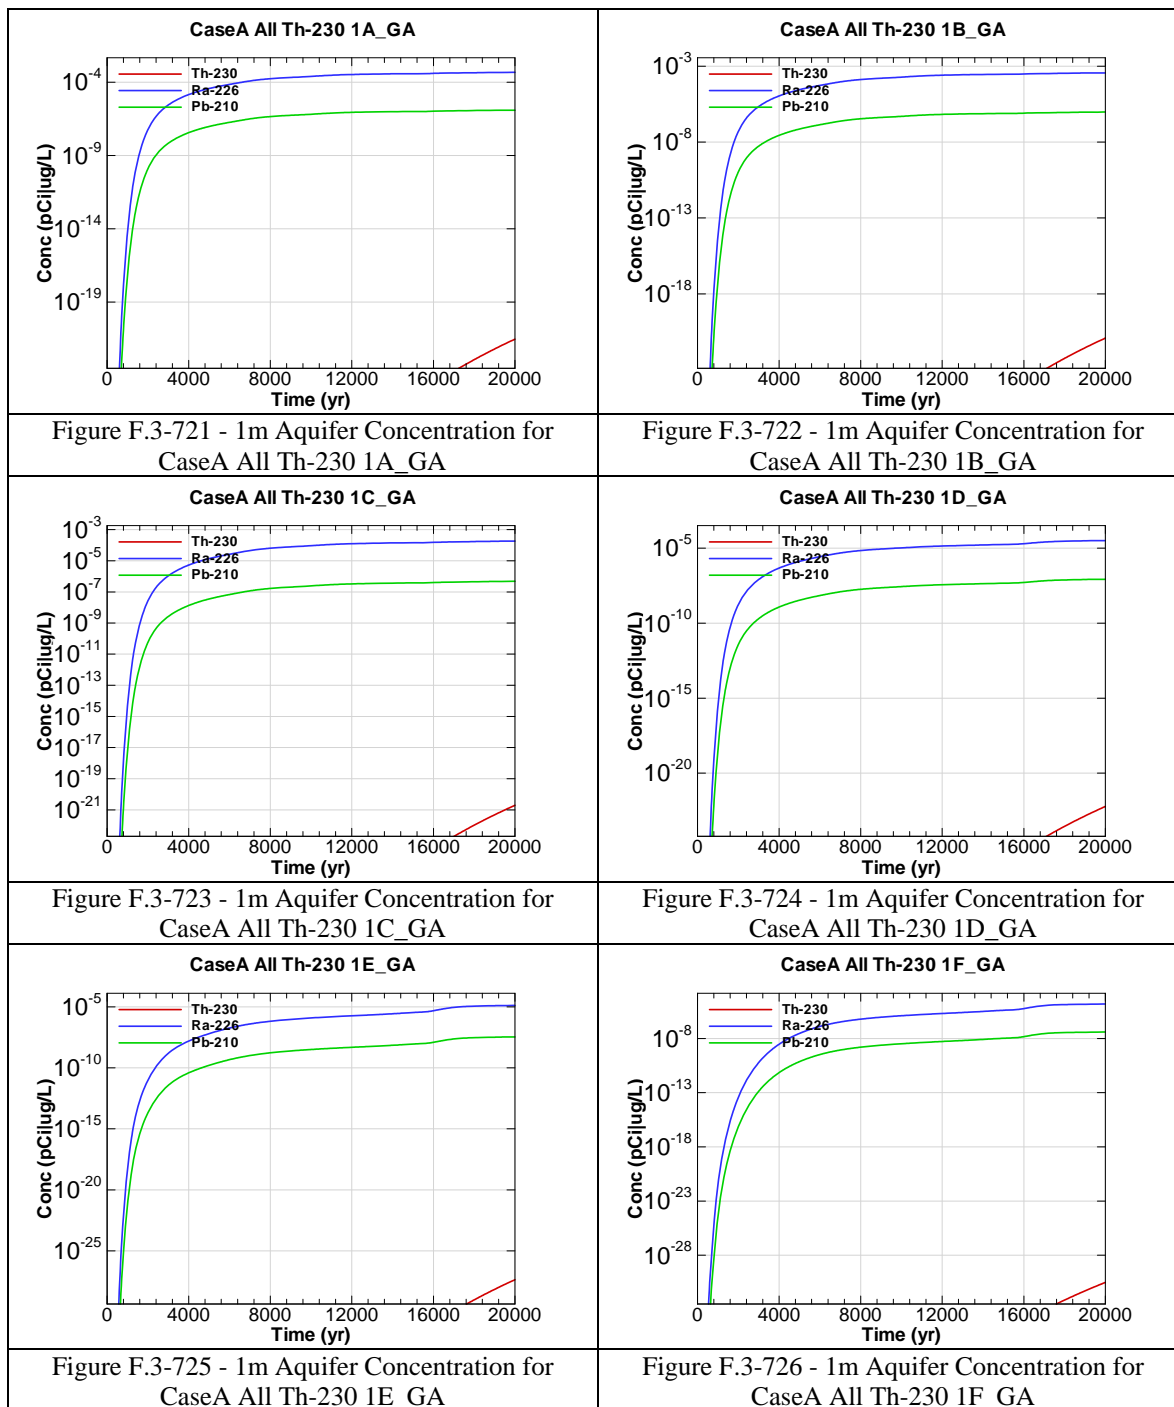 CaseA All Th-230 1A_GA
Th-230
Ra-226
Pb-210
10-4
10-9
10-14
10-19
Conc (pCi|ug/L)
0 4000 8000 12000 16000 20000
Time (yr)
Figure F.3-721 - 1m Aquifer Concentration for
CaseA All Th-230 1A_GA
CaseA All Th-230 1B_GA
Th-230
Ra-226
Pb-210
10-3
10-8
10-13
10-18
Conc (pCi|ug/L)
0 4000 8000 12000 16000 20000
Time (yr)
Figure F.3-722 - 1m Aquifer Concentration for
CaseA All Th-230 1B_GA
CaseA All Th-230 1C_GA
Th-230
Ra-226
Pb-210
10-3
10-5
10-7
10-9
10-11
10-13
10-15
10-17
10-19
10-21
Conc (pCi|ug/L)
0 4000 8000 12000 16000 20000
Time (yr)
Figure F.3-723 - 1m Aquifer Concentration for
CaseA All Th-230 1C_GA
CaseA All Th-230 1D_GA
Th-230
Ra-226
Pb-210
10-5
10-10
10-15
10-20
Conc (pCi|ug/L)
0 4000 8000 12000 16000 20000
Time (yr)
Figure F.3-724 - 1m Aquifer Concentration for
CaseA All Th-230 1D_GA
CaseA All Th-230 1E_GA
Th-230
Ra-226
Pb-210
10-5
10-10
10-15
10-20
10-25
Conc (pCi|ug/L)
0 4000 8000 12000 16000 20000
Time (yr)
Figure F.3-725 - 1m Aquifer Concentration for
CaseA All Th-230 1E_GA
CaseA All Th-230 1F_GA
Th-230
Ra-226
Pb-210
10-8
10-13
10-18
10-23
10-28
Conc (pCi|ug/L)
0 4000 8000 12000 16000 20000
Time (yr)
Figure F.3-726 - 1m Aquifer Concentration for
CaseA All Th-230 1F_GA